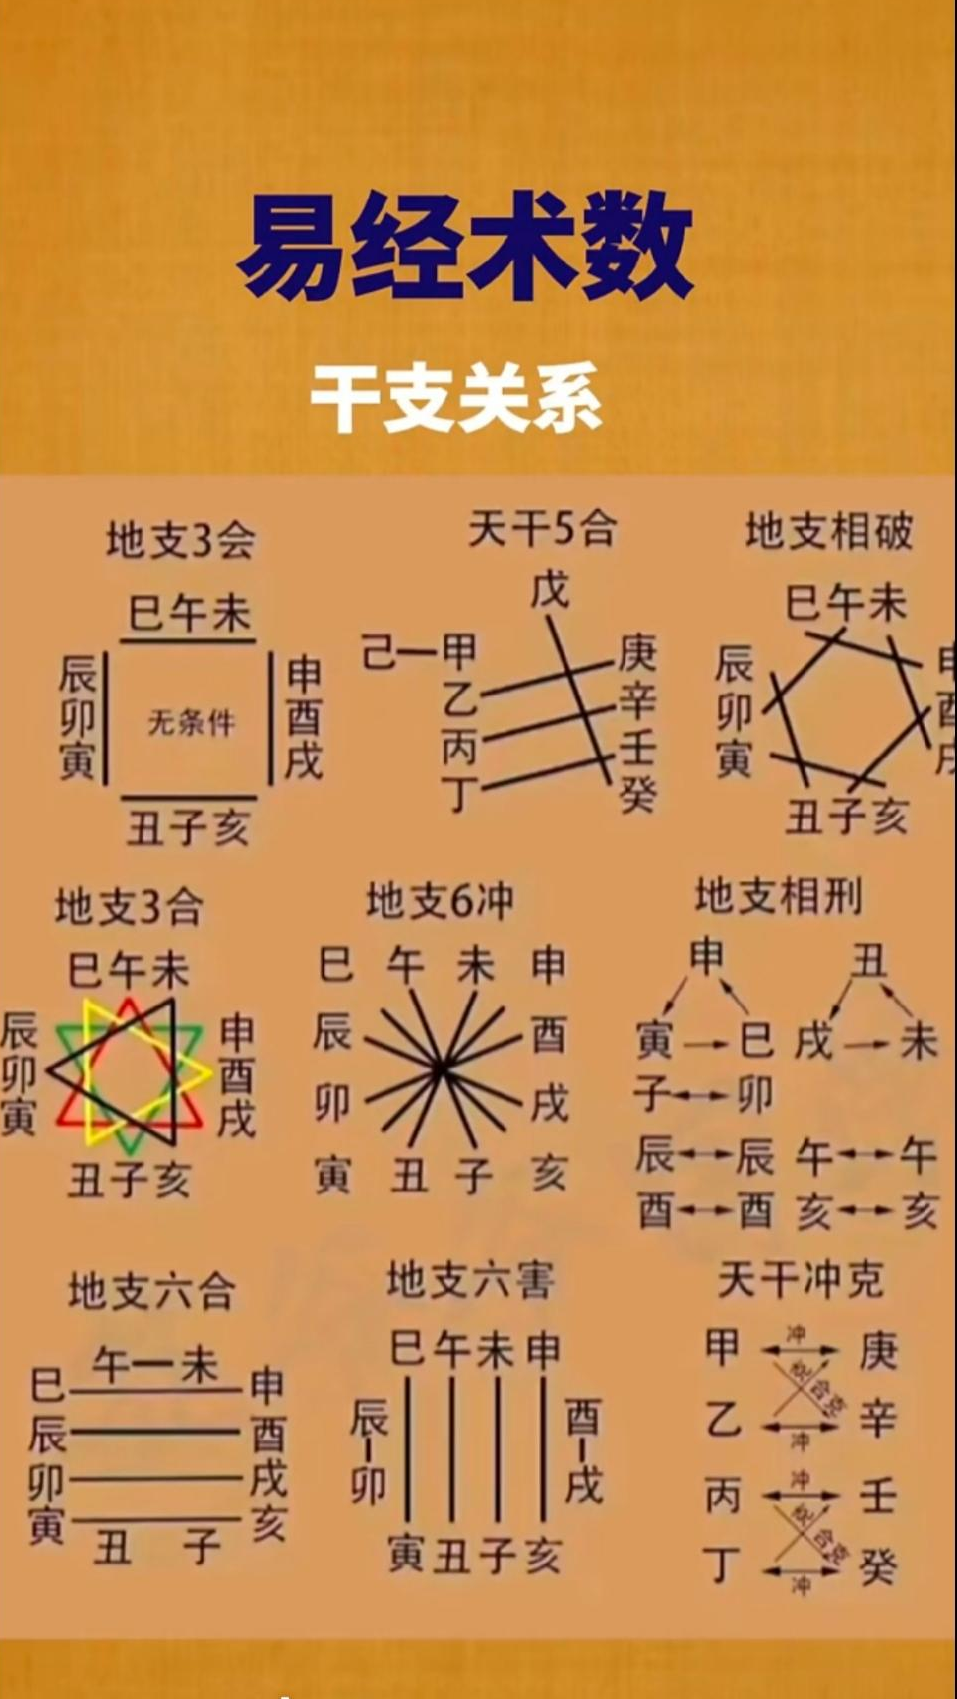 易经术数
干支关系
地支3会
巳午未
辰
卯
寅
无条件
申
酉
戌
丑子亥
天干5合
戊
己
甲
乙
丙
丁
庚
辛
壬
癸
地支相破
巳午未
辰
卯
寅
丑子亥
地支3合
巳午未
辰
卯
寅
申
酉
戌
丑子亥
地支6冲
巳 午 未 申
辰
酉
卯
戌
寅 丑 子 亥
地支相刑
申
丑
寅 巳 戌 未
子 卯
辰 辰 午 午
酉 酉 亥 亥
地支六合
午 未
巳 申
辰 酉
卯 戌
寅 亥
丑 子
地支六害
巳午未申
辰
卯
酉
戌
寅丑子亥
天干冲克
甲 冲 庚
合克
乙 冲 辛
丙 冲 壬
合克
丁 冲 癸